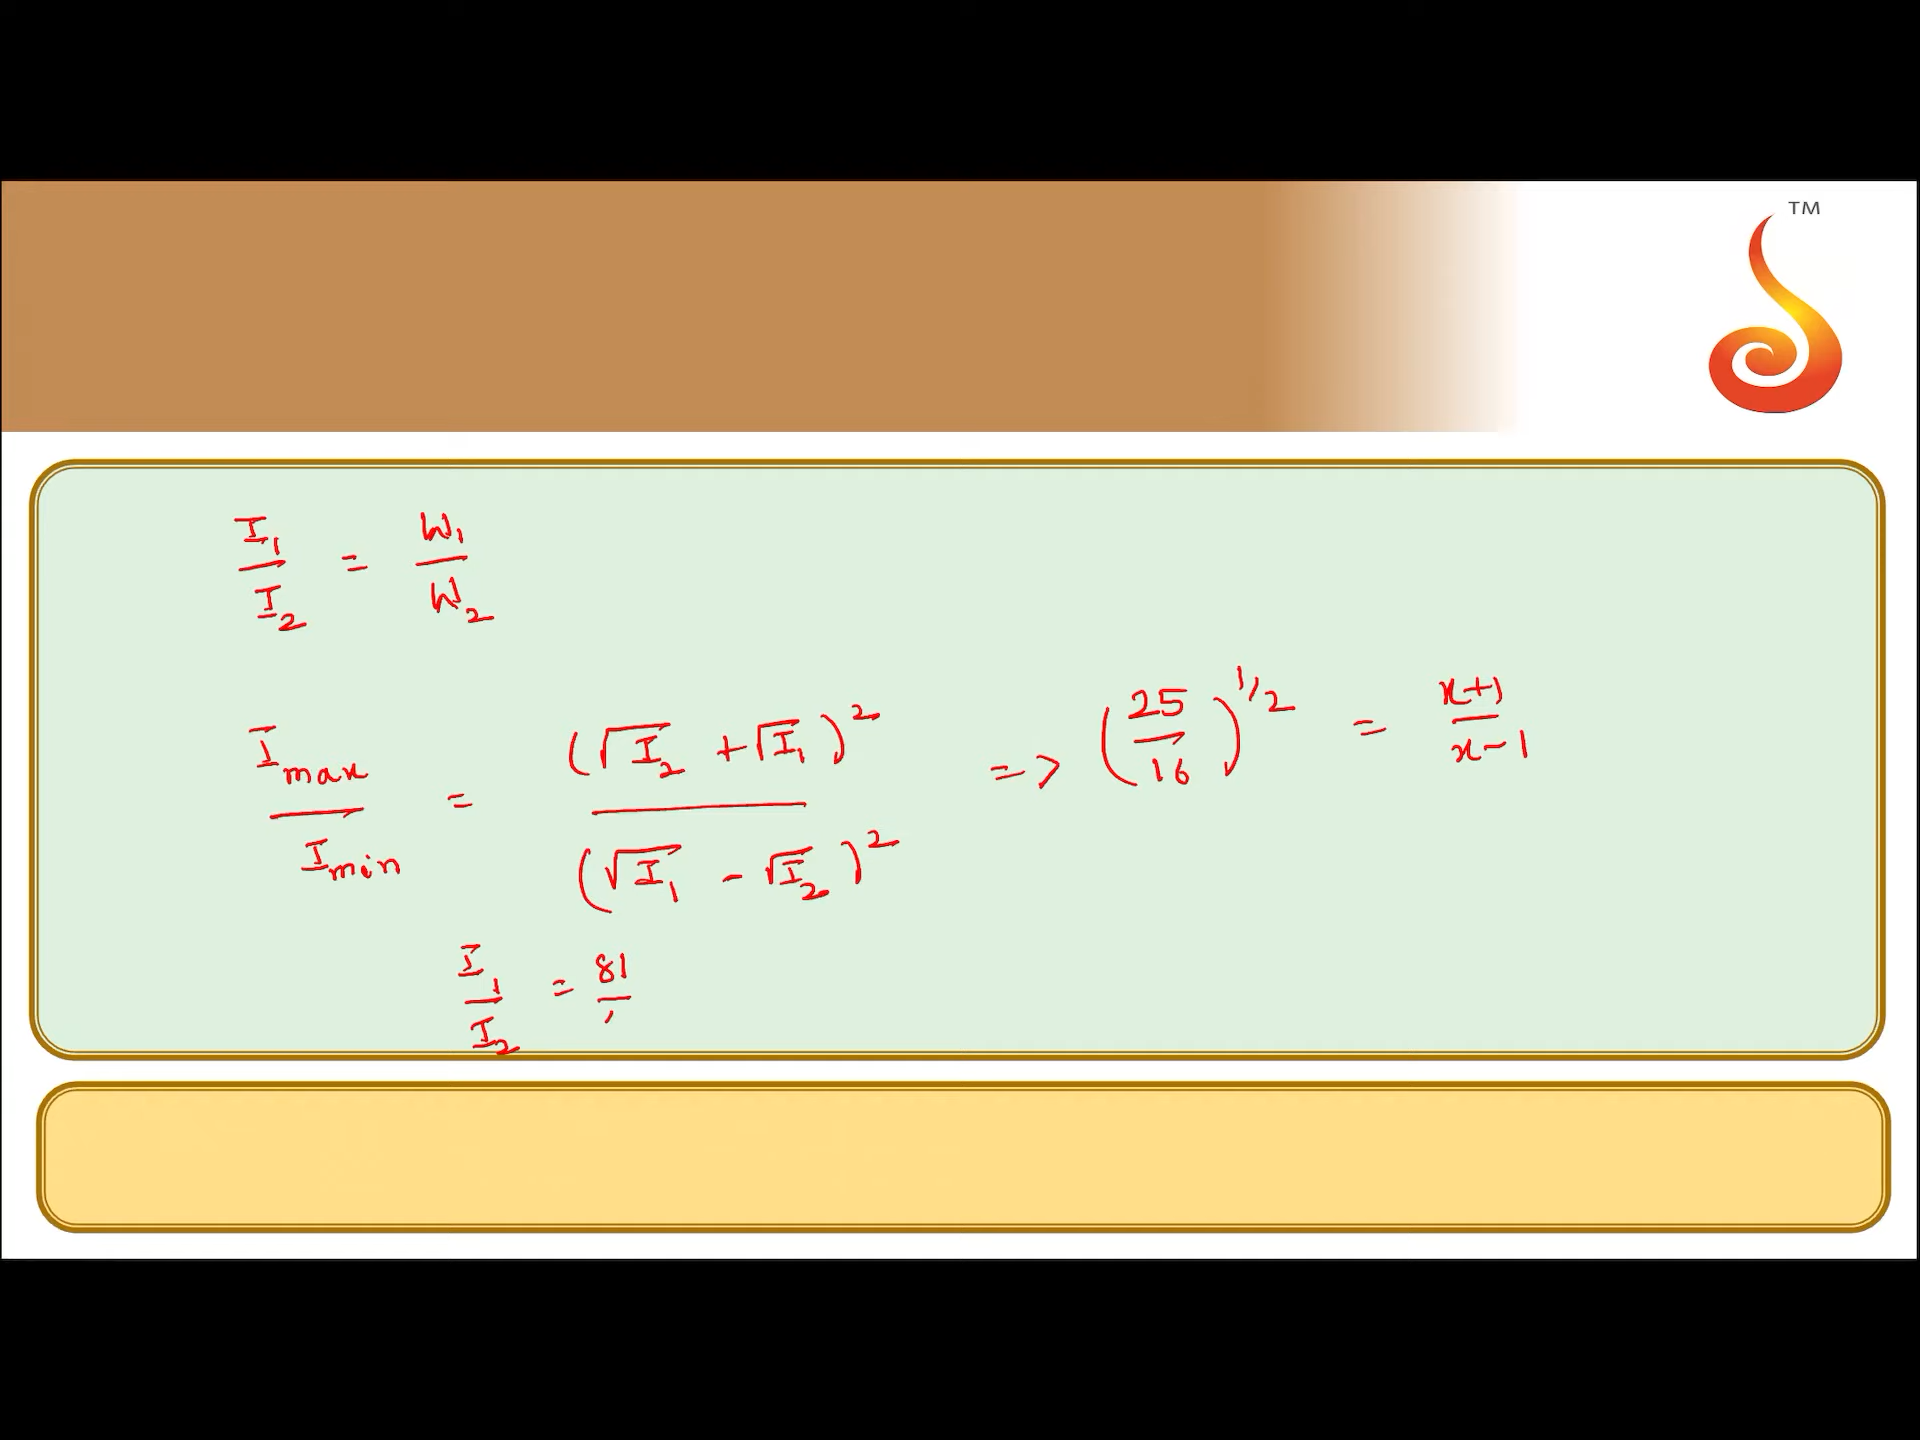 TM
I₁/I₂ = W₁/W₂
Imax/Imin = (√I₂ + √I₁)²/(√I₁ - √I₂)² => (25/16)^1/2 = x+1/x-1
I₁/I₂ = 81/